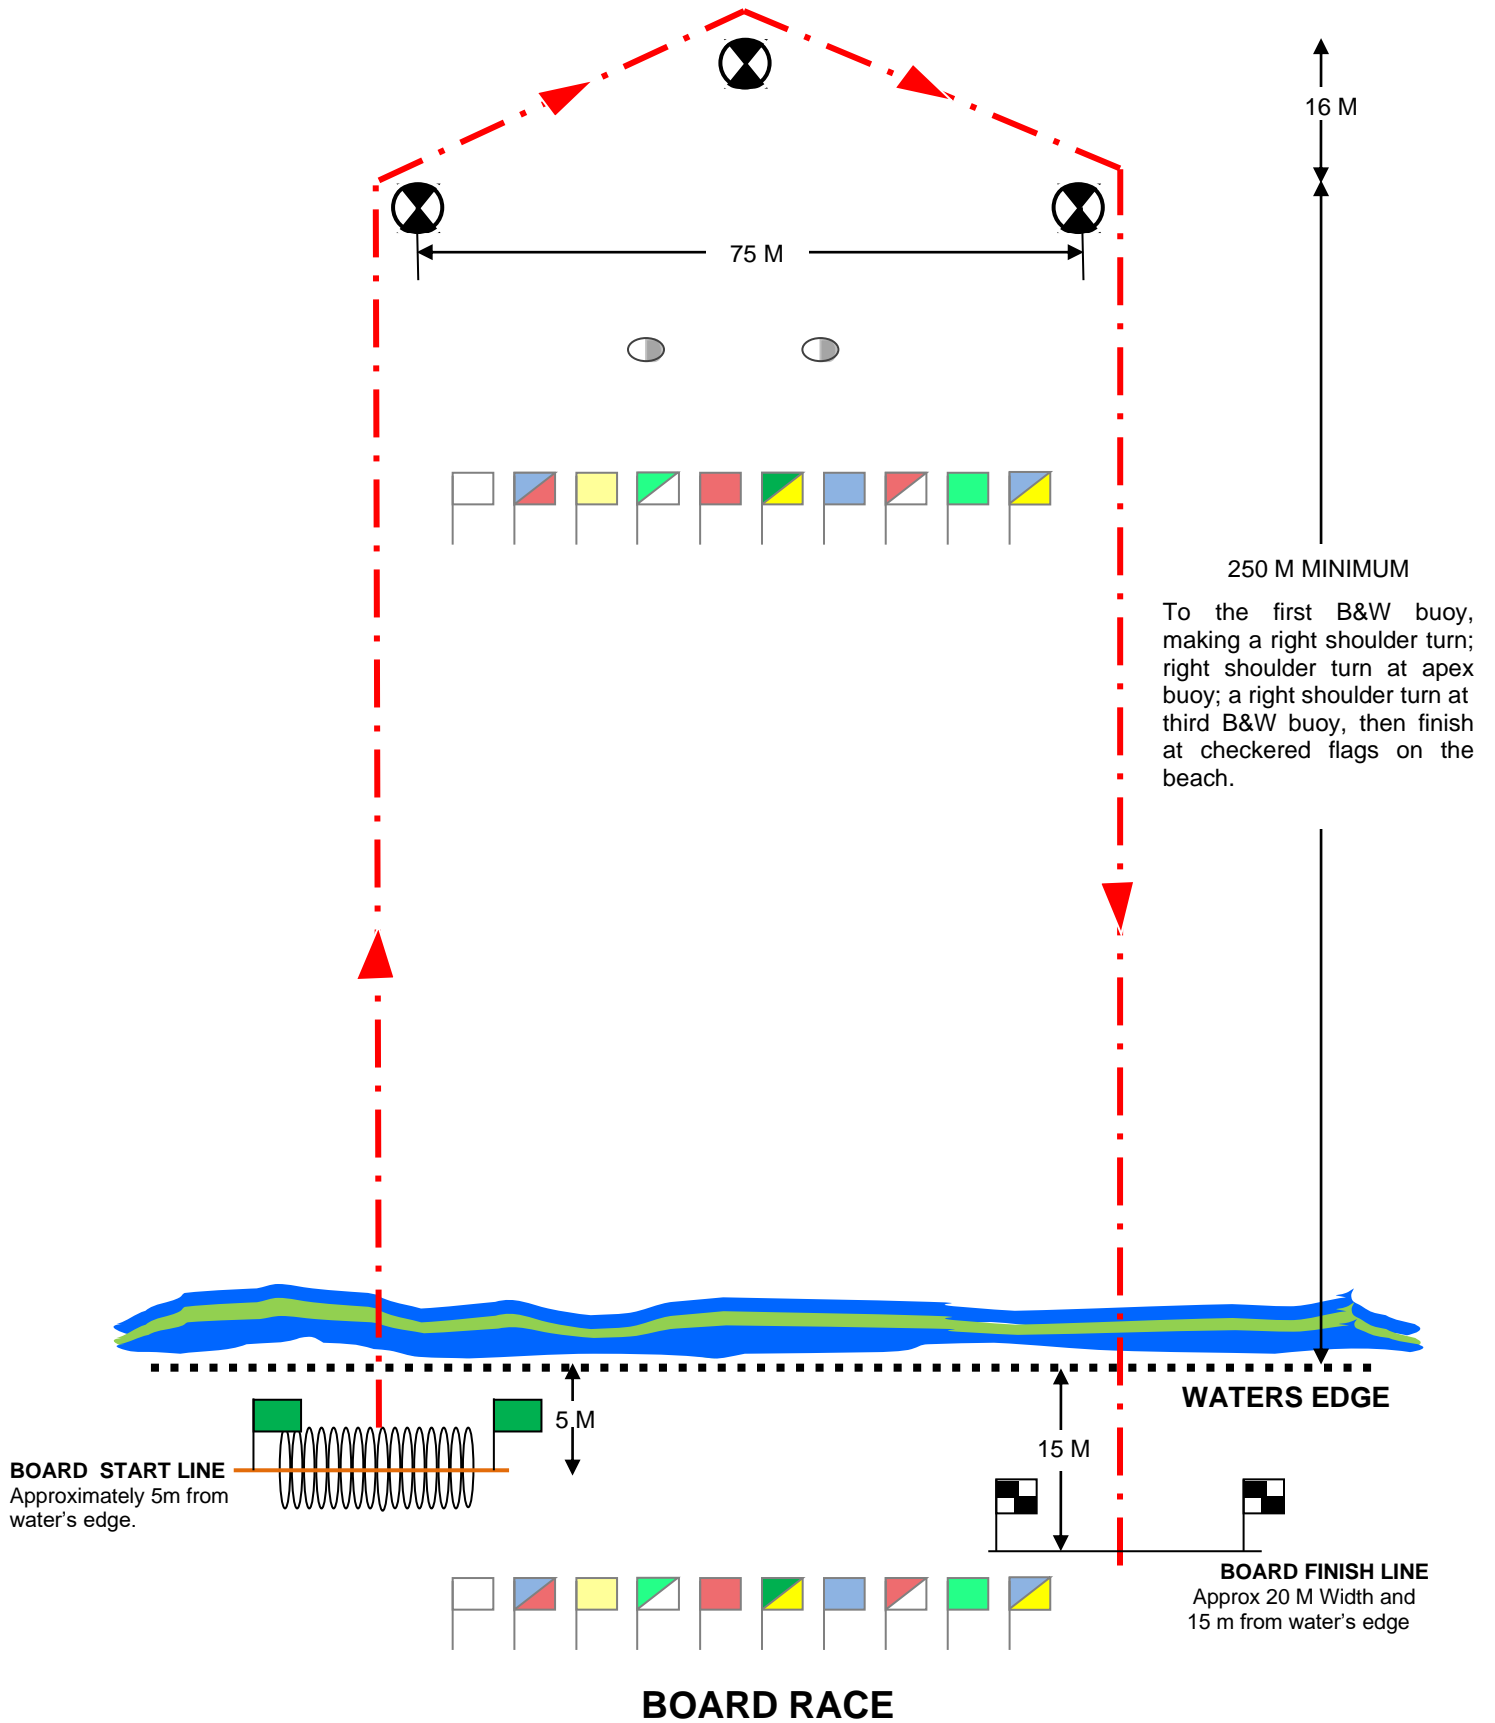 16 M
75 M
250 M MINIMUM
To the first B&W buoy,
making a right shoulder turn;
right shoulder turn at apex
buoy; a right shoulder turn at
third B&W buoy, then finish
at checkered flags on the
beach.
WATERS EDGE
5 M
15 M
BOARD START LINE
Approximately 5m from
water's edge.
BOARD FINISH LINE
Approx 20 M Width and
15 m from water's edge
BOARD RACE